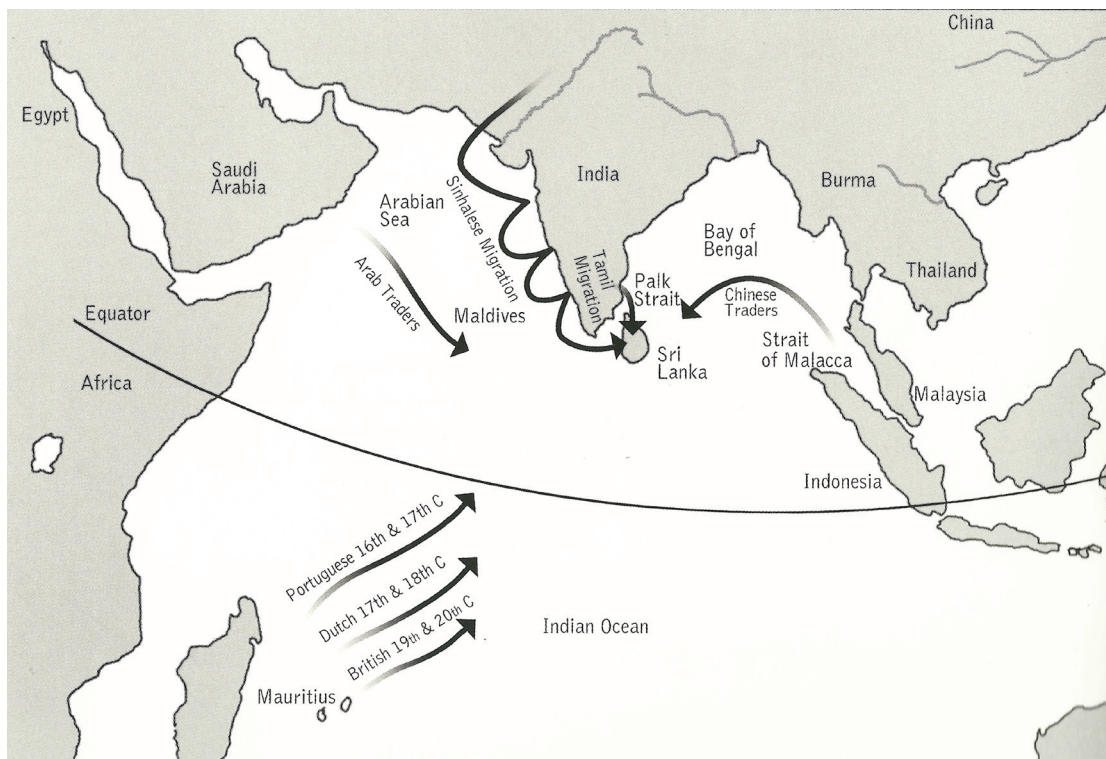 China
Egypt
Saudi
Arabia
India
Burma
Arabian
Sea
Sinhalese Migration
Bay of
Bengal
Thailand
Arab Traders
Tamil
Migration
Palk
Strait
Chinese
Traders
Equator
Maldives
Strait
of Malacca
Sri
Lanka
Africa
Malaysia
Indonesia
Portuguese 16th & 17th C
Dutch 17th & 18th C
British 19th & 20th C
Indian Ocean
Mauritius